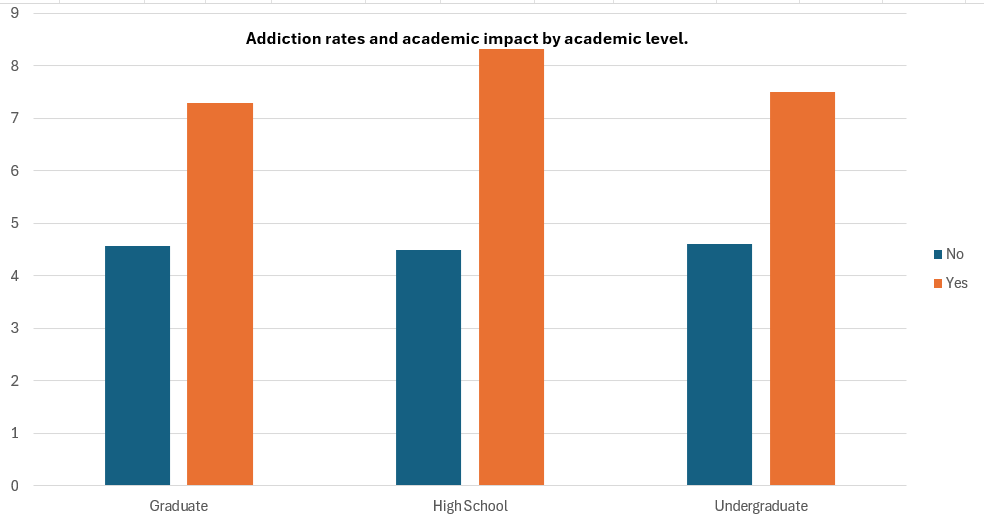 Addiction rates and academic impact by academic level.
9
8
7
6
5
4
3
2
1
0
Graduate
High School
Undergraduate
No
Yes